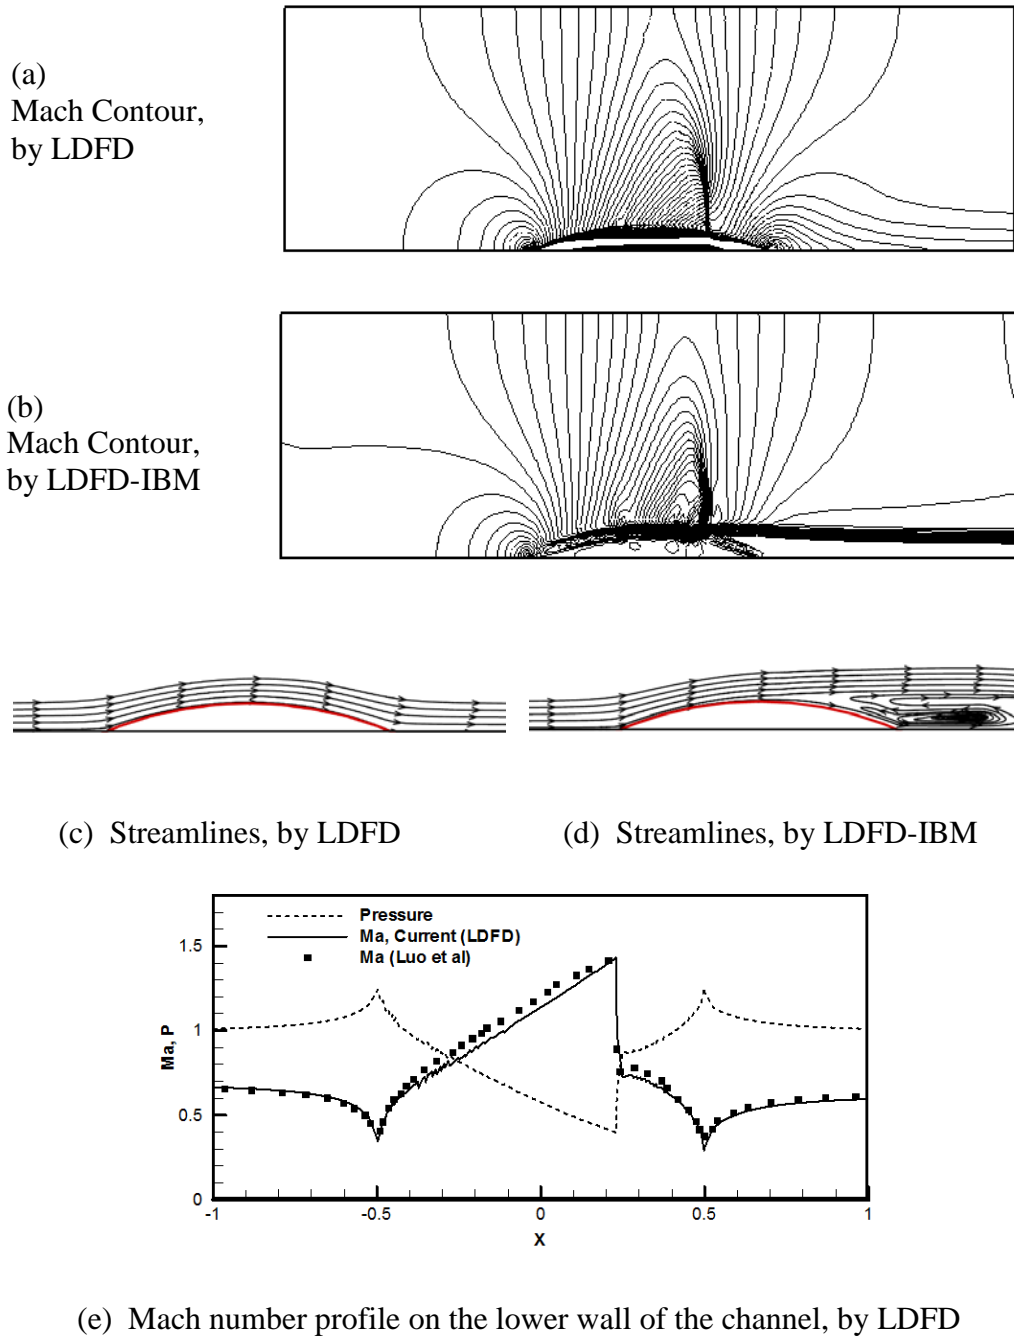 (a)
Mach Contour,
by LDFD
(b)
Mach Contour,
by LDFD-IBM
(c) Streamlines, by LDFD
(d) Streamlines, by LDFD-IBM
Pressure
Ma, Current (LDFD)
Ma (Luo et al)
Ma, P
1.5
1
0.5
0
-1 -0.5 0 0.5 1
X
(e) Mach number profile on the lower wall of the channel, by LDFD